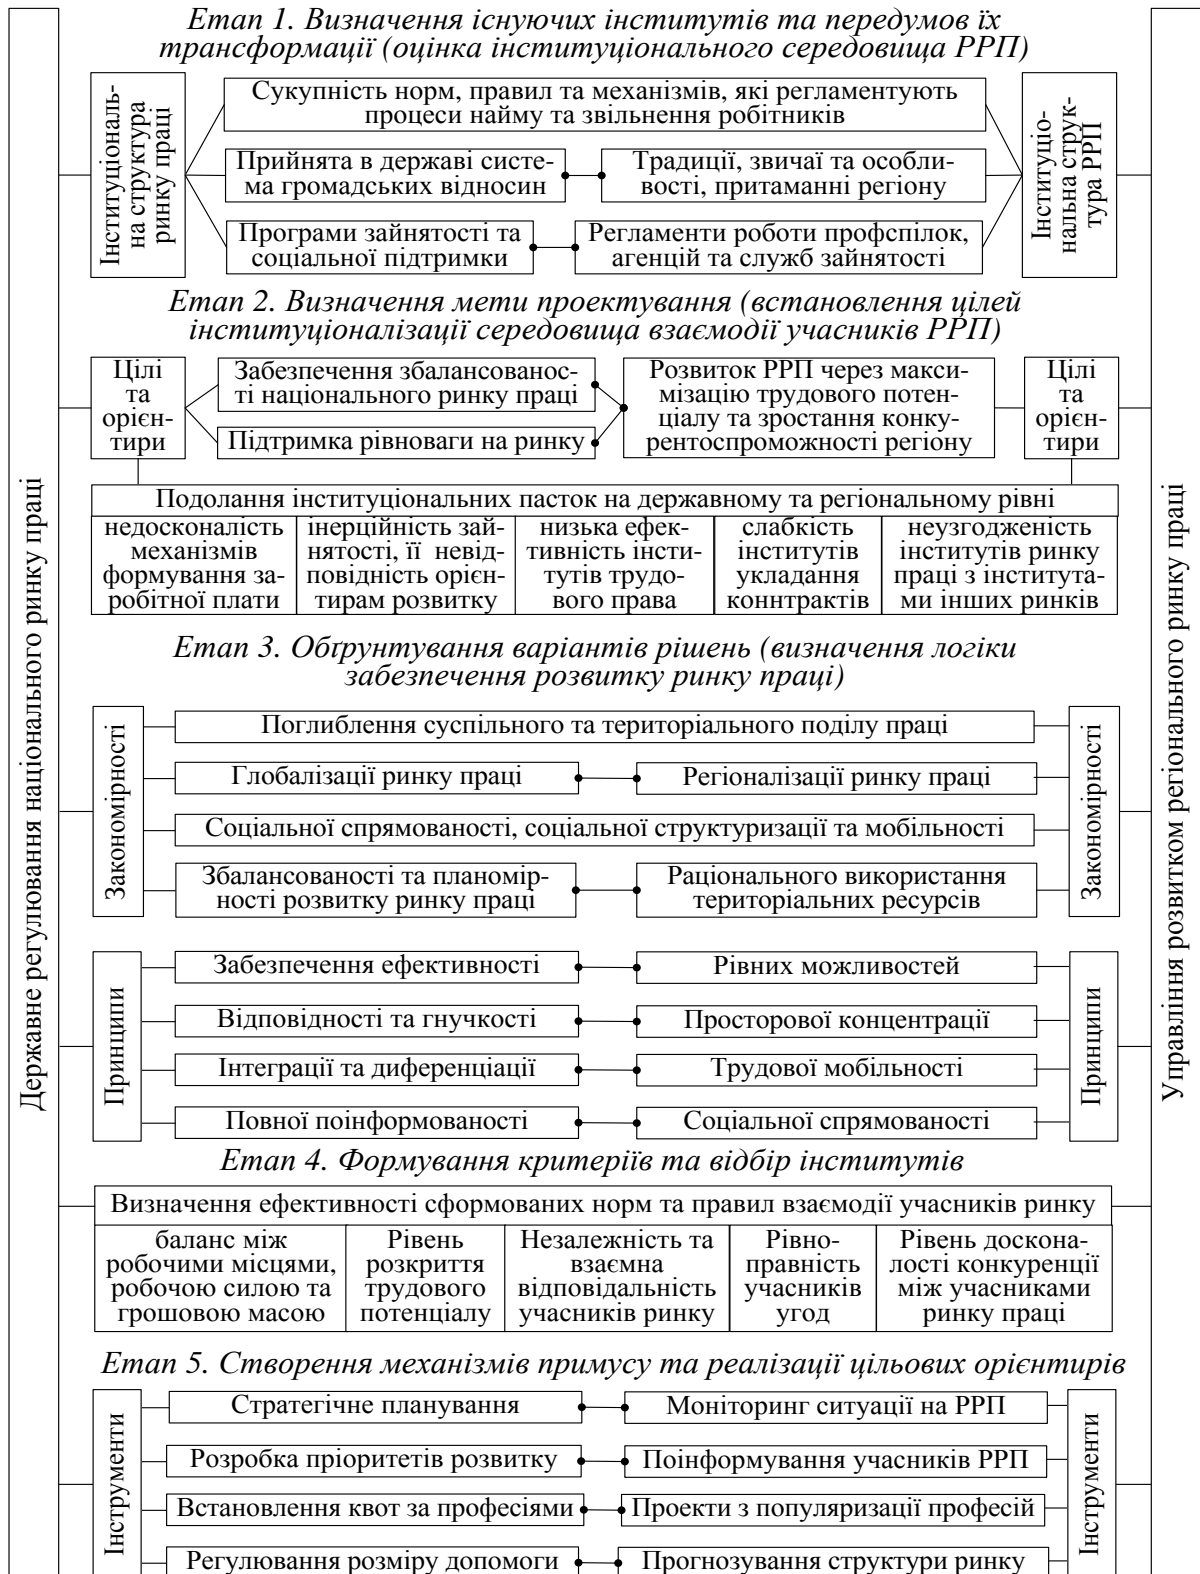 Етап 1. Визначення існуючих інститутів та передумов їх
трансформації (оцінка інституціонального середовища РРП)
Інституціональ-
на структура
ринку праці
Сукупність норм, правил та механізмів, які регламентують
процеси найму та звільнення робітників
Прийнята в державі систе-
ма громадських відносин
Традиції, звичаї та особли-
вості, притаманні регіону
Програми зайнятості та
соціальної підтримки
Регламенти роботи профспілок,
агенцій та служб зайнятості
Інституціо-
нальна струк-
тура РРП
Етап 2. Визначення мети проектування (встановлення цілей
інституціоналізації середовища взаємодії учасників РРП)
Цілі
та
орієн-
тири
Забезпечення збалансованос-
ті національного ринку праці
Підтримка рівноваги на ринку
Розвиток РРП через макси-
мізацію трудового потен-
ціалу та зростання конку-
рентоспроможності регіону
Цілі
та
орієн-
тири
Подолання інституціональних пасток на державному та регіональному рівні
недосконалість
механізмів
формування за-
робітної плати
інерційність зай-
нятості, її невід-
повідність орієн-
тирам розвитку
низька ефек-
тивність інсти-
тутів трудо-
вого права
слабкість
інститутів
укладання
коннтрактів
неузгодженість
інститутів ринку
праці з інститута-
ми інших ринків
Державне регулювання національного ринку праці
Управління розвитком регіонального ринку праці
Етап 3. Обґрунтування варіантів рішень (визначення логіки
забезпечення розвитку ринку праці)
Закономірності
Поглиблення суспільного та територіального поділу праці
Глобалізації ринку праці
Регіоналізації ринку праці
Соціальної спрямованості, соціальної структуризації та мобільності
Збалансованості та планомір-
ності розвитку ринку праці
Раціонального використання
територіальних ресурсів
Закономірності
Принципи
Забезпечення ефективності
Рівних можливостей
Відповідності та гнучкості
Просторової концентрації
Інтеграції та диференціації
Трудової мобільності
Повної поінформованості
Соціальної спрямованості
Принципи
Етап 4. Формування критеріїв та відбір інститутів
Визначення ефективності сформованих норм та правил взаємодії учасників ринку
баланс між
робочими місцями,
робочою силою та
грошовою масою
Рівень
розкриття
трудового
потенціалу
Незалежність та
взаємна
відповідальність
учасників ринку
Рівно-
правність
учасників
угод
Рівень доскона-
лості конкуренції
між учасниками
ринку праці
Етап 5. Створення механізмів примусу та реалізації цільових орієнтирів
Інструменти
Стратегічне планування
Моніторинг ситуації на РРП
Розробка пріоритетів розвитку
Поінформування учасників РРП
Встановлення квот за професіями
Проекти з популяризації професій
Регулювання розміру допомоги
Прогнозування структури ринку
Інструменти